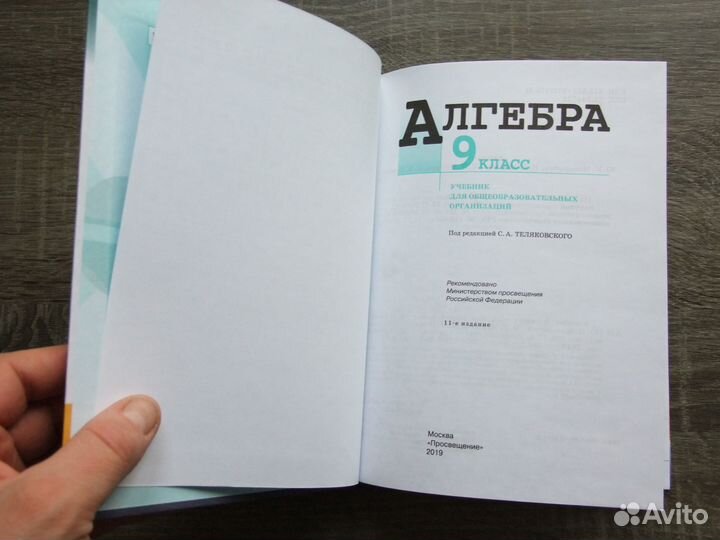 АЛГЕБРА
9 КЛАСС
УЧЕБНИК
ДЛЯ ОБЩЕОБРАЗОВАТЕЛЬНЫХ
ОРГАНИЗАЦИЙ
Под редакцией С. А. ТЕЛЯКОВСКОГО
Рекомендовано
Министерством просвещения
Российской Федерации
11-е издание
Москва
«Просвещение»
2019
Avito